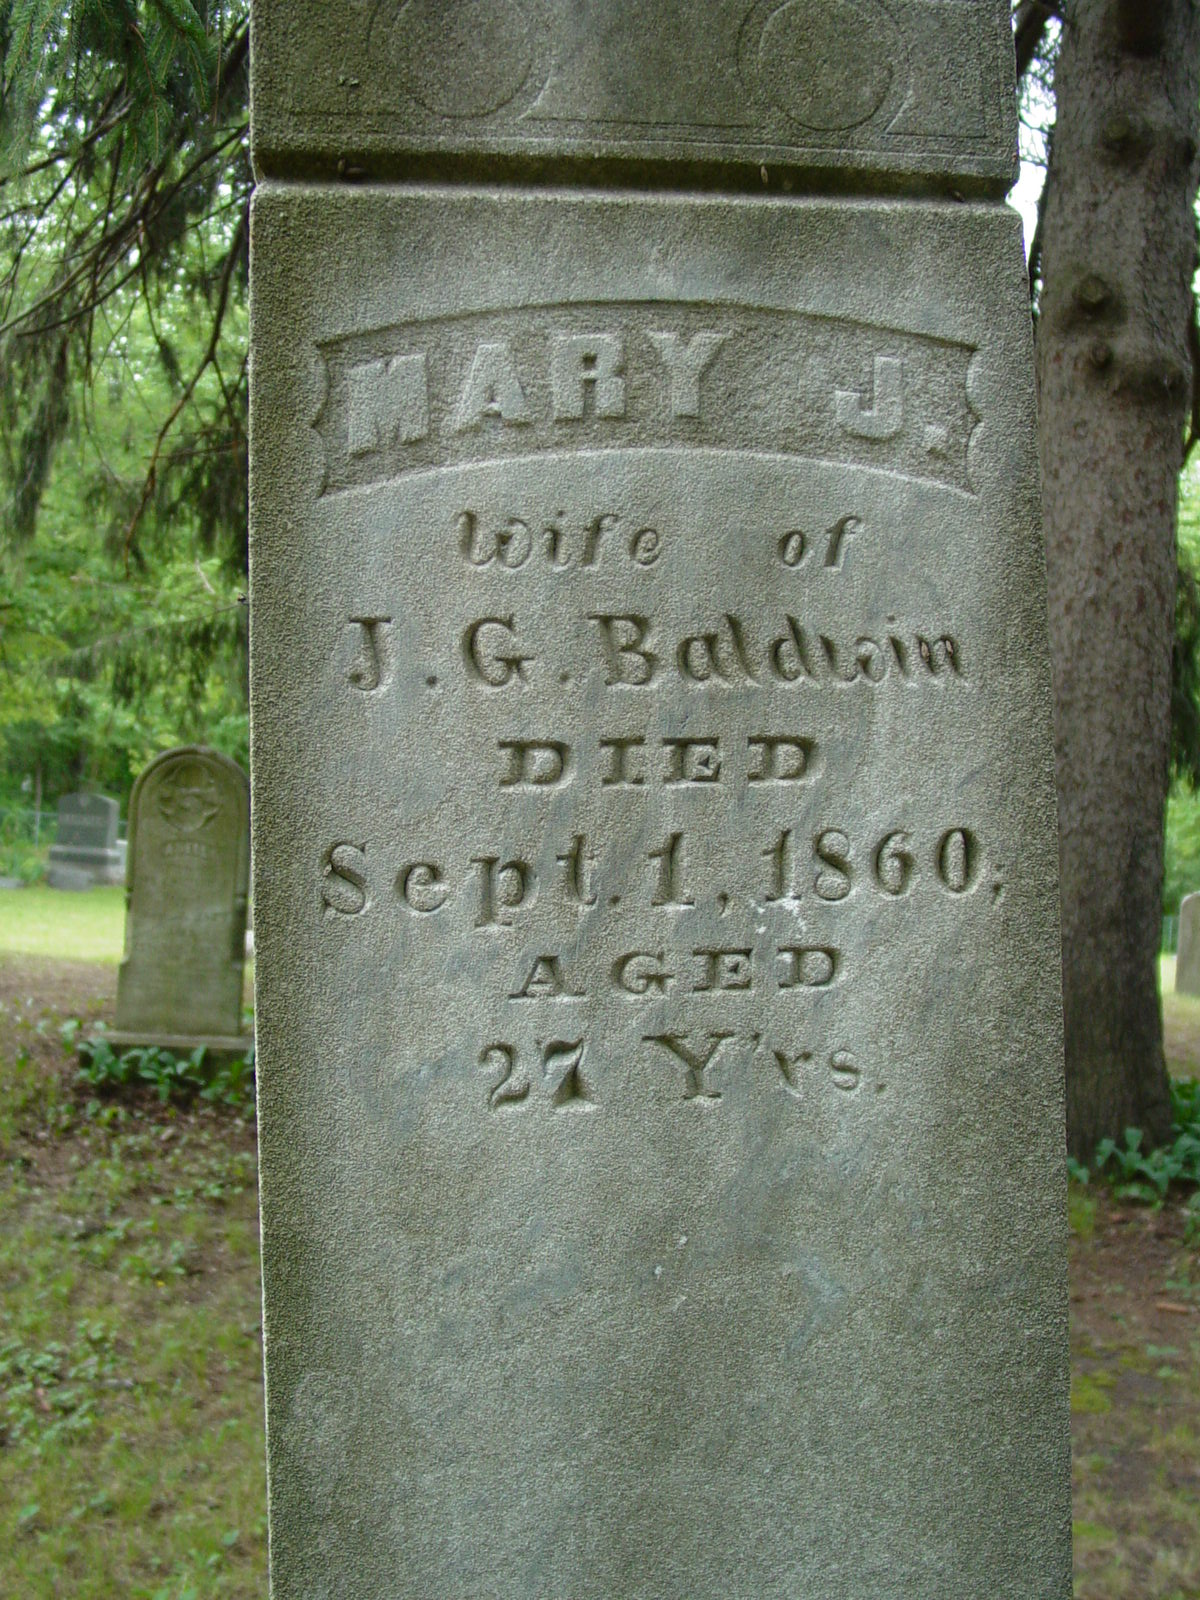 MARY J.
Wife of
J. G. Baldwin
DIED
Sept. 1, 1860;
AGED
27 Y'rs.